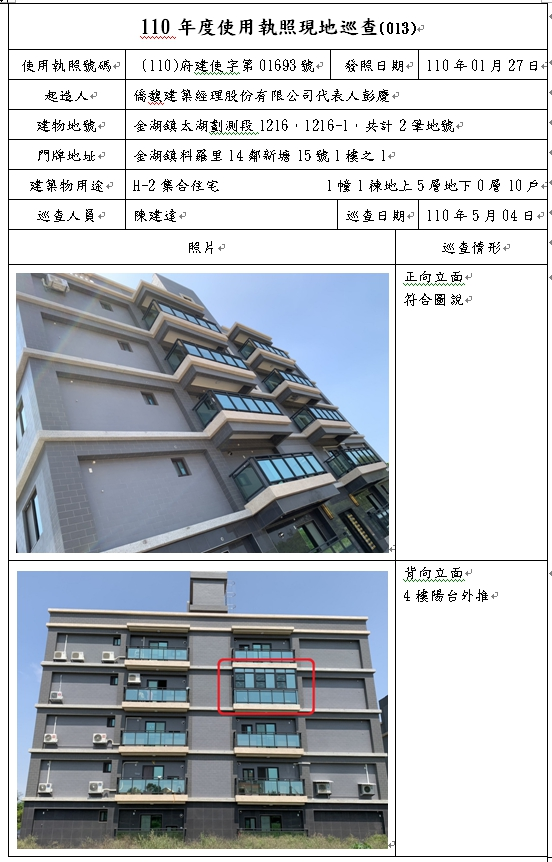 110 年度使用執照現地巡查(013)
使用執照號碼 (110)府建使字第 01693 號 發照日期 110 年 01 月 27 日
起造人 僑馥建築經理股份有限公司代表人彭慶
建物地號 金湖鎮太湖劃測段 1216，1216-1，共計 2 筆地號
門牌地址 金湖鎮料羅里 14 鄰新塘 15 號 1 樓之 1
建築物用途 H-2 集合住宅 1 幢 1 棟地上 5 層地下 0 層 10 戶
巡查人員 陳建達 巡查日期 110 年 5 月 04 日
照片 巡查情形
正向立面
符合圖說
背向立面
4 樓陽台外推